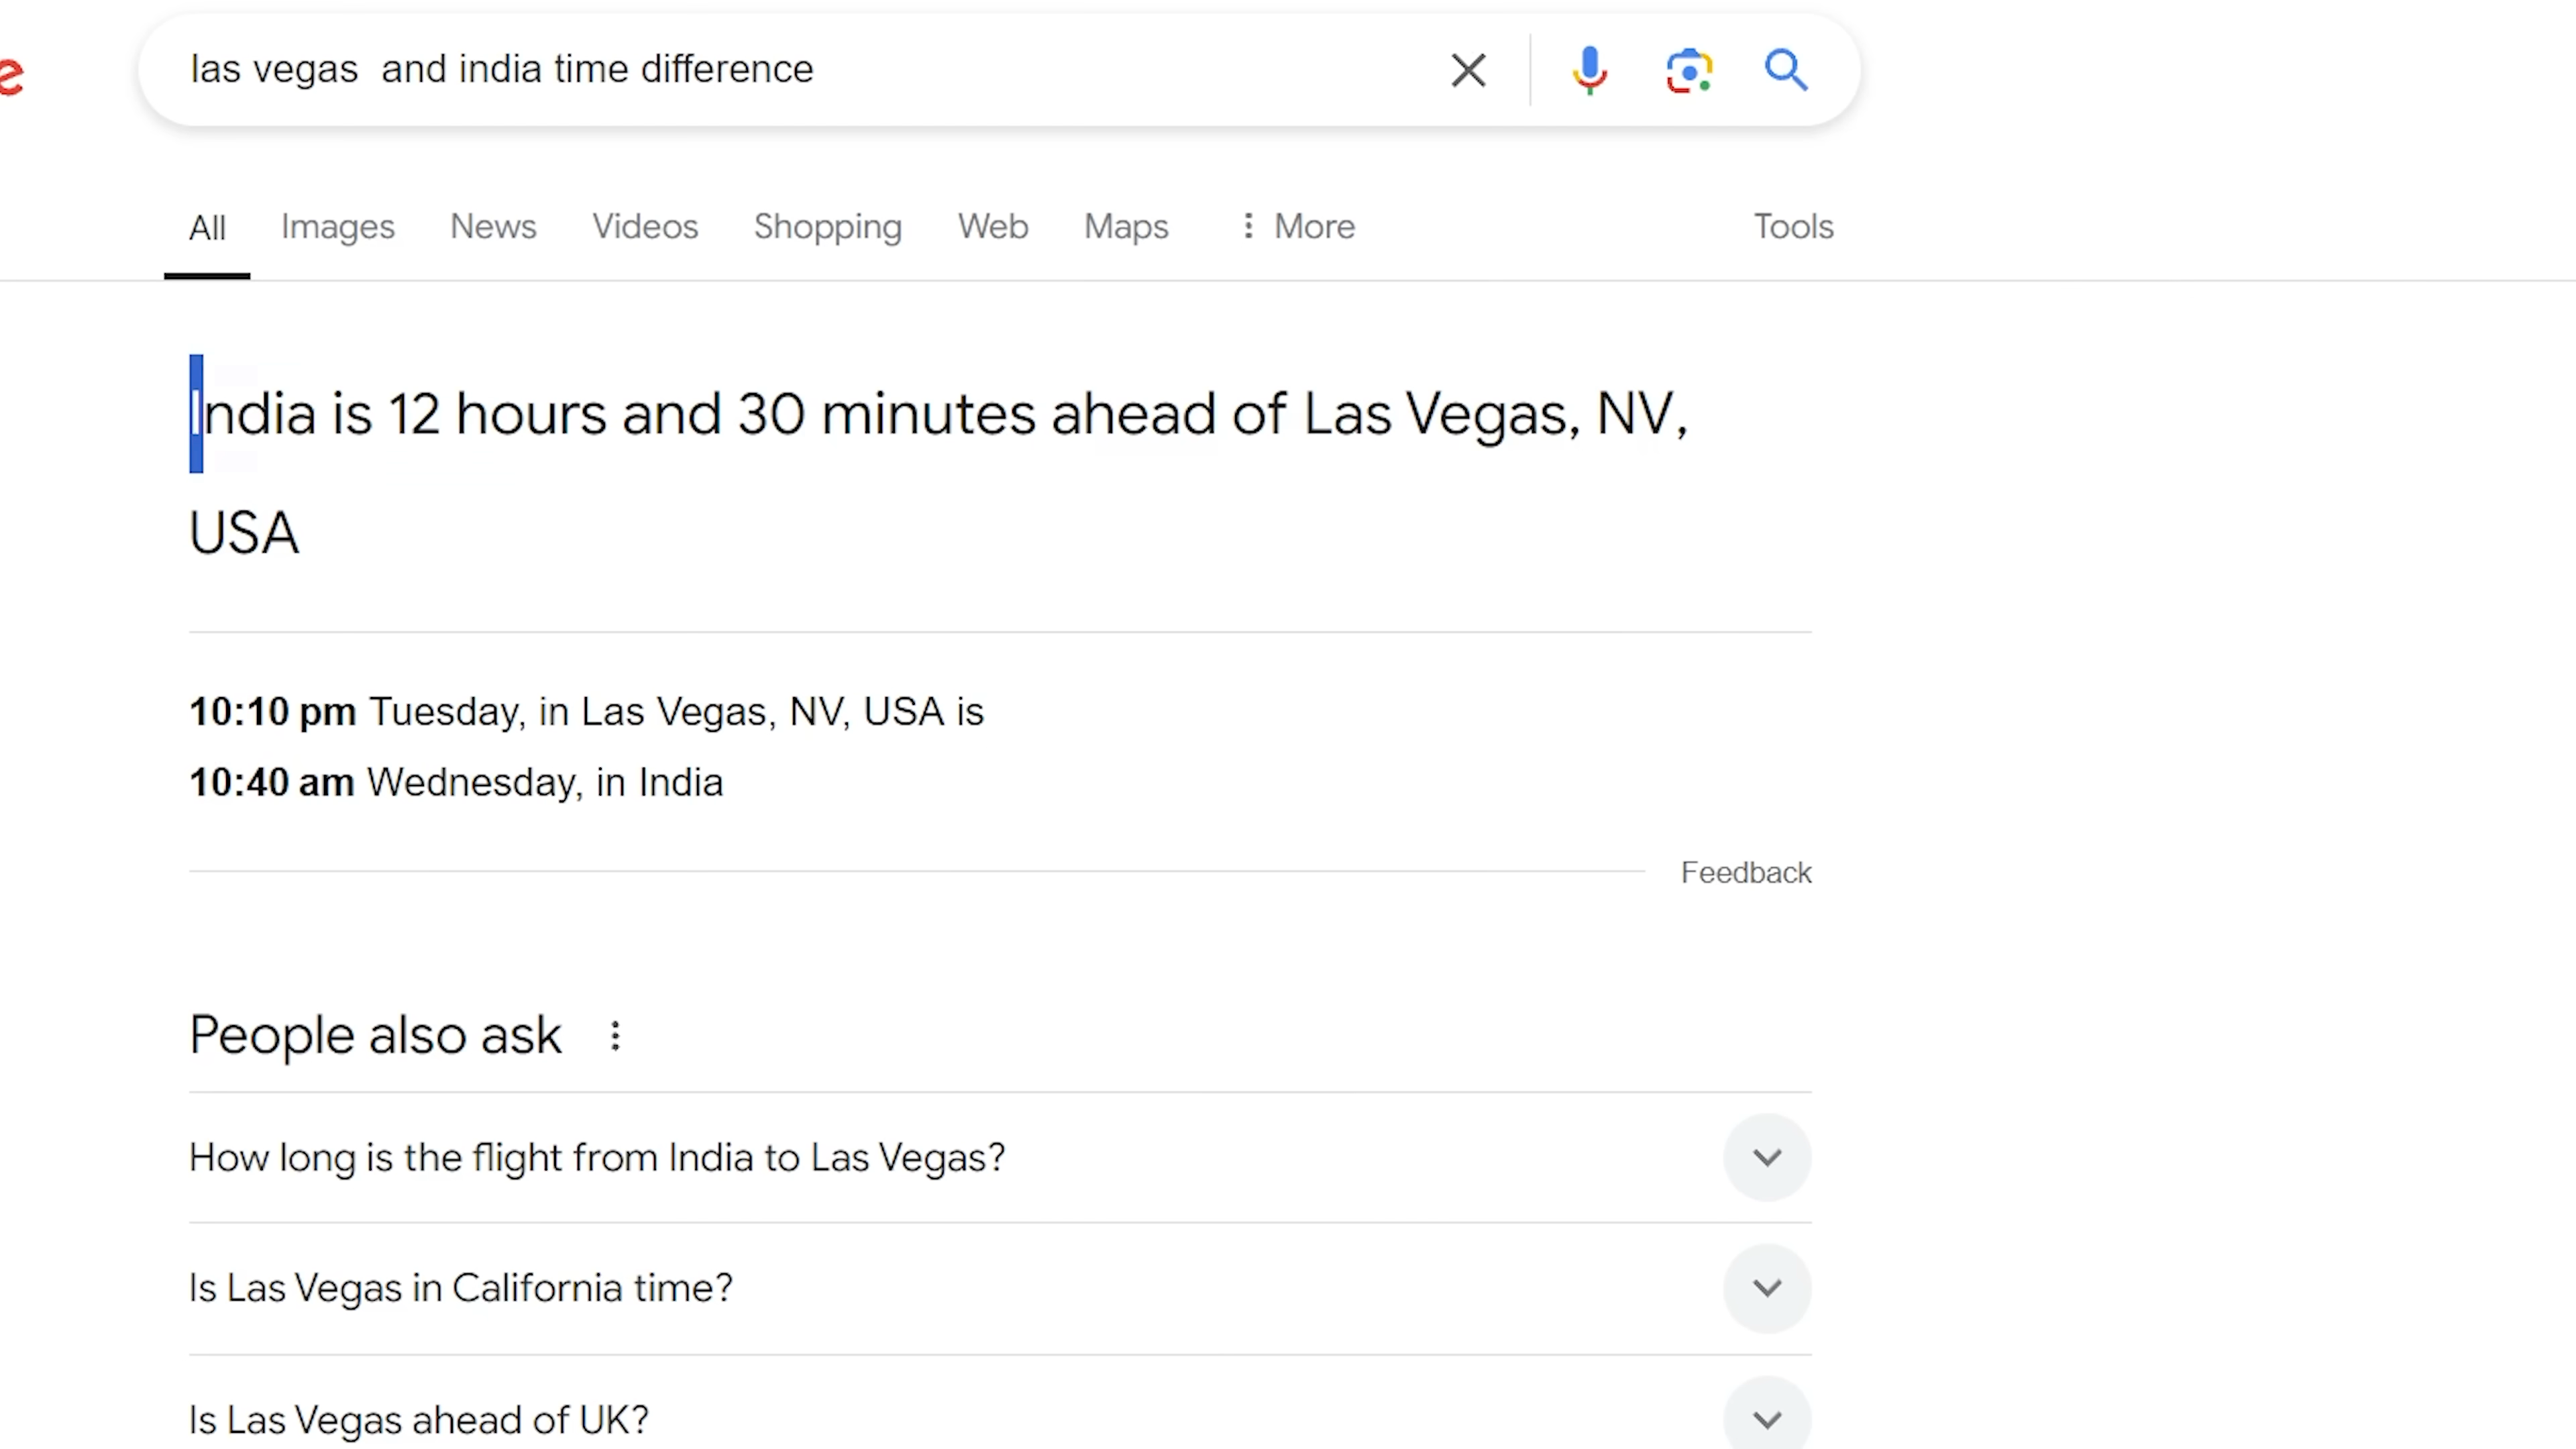 e
las vegas  and india time difference
All Images News Videos Shopping Web Maps More Tools
India is 12 hours and 30 minutes ahead of Las Vegas, NV,
USA
10:10 pm Tuesday, in Las Vegas, NV, USA is
10:40 am Wednesday, in India
Feedback
People also ask
How long is the flight from India to Las Vegas?
Is Las Vegas in California time?
Is Las Vegas ahead of UK?